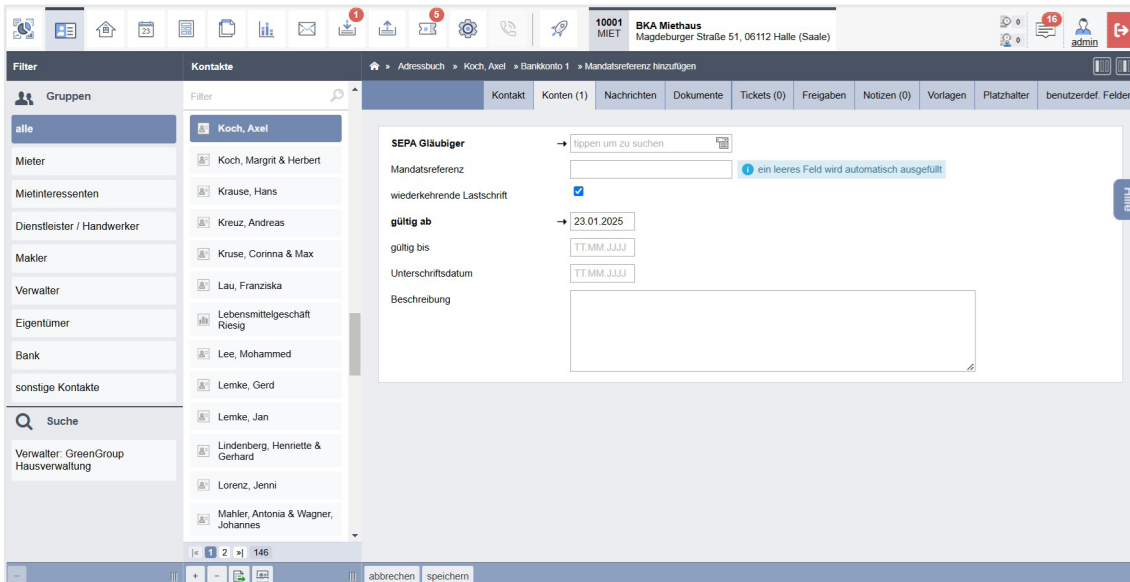 1
5
23
10001
MIET
BKA Miethaus
Magdeburger Straße 51, 06112 Halle (Saale)
0
0
16
admin
Filter
Kontakte
» Adressbuch » Koch, Axel » Bankkonto 1 » Mandatsreferenz hinzufügen
Gruppen
alle
Mieter
Mietinteressenten
Dienstleister / Handwerker
Makler
Verwalter
Eigentümer
Bank
sonstige Kontakte
Suche
Verwalter: GreenGroup
Hausverwaltung
Filter
Koch, Axel
Koch, Margrit & Herbert
Krause, Hans
Kreuz, Andreas
Kruse, Corinna & Max
Lau, Franziska
Lebensmittelgeschäft
Riesig
Lee, Mohammed
Lemke, Gerd
Lemke, Jan
Lindenberg, Henriette &
Gerhard
Lorenz, Jenni
Mahler, Antonia & Wagner,
Johannes
|« 1 2 »| 146
Kontakt Konten (1) Nachrichten Dokumente Tickets (0) Freigaben Notizen (0) Vorlagen Platzhalter benutzerdef. Felder
SEPA Gläubiger tippen um zu suchen
Mandatsreferenz ein leeres Feld wird automatisch ausgefüllt
wiederkehrende Lastschrift
gültig ab 23.01.2025
gültig bis TT.MM.JJJJ
Unterschriftsdatum TT.MM.JJJJ
Beschreibung
Hilfe
abbrechen speichern